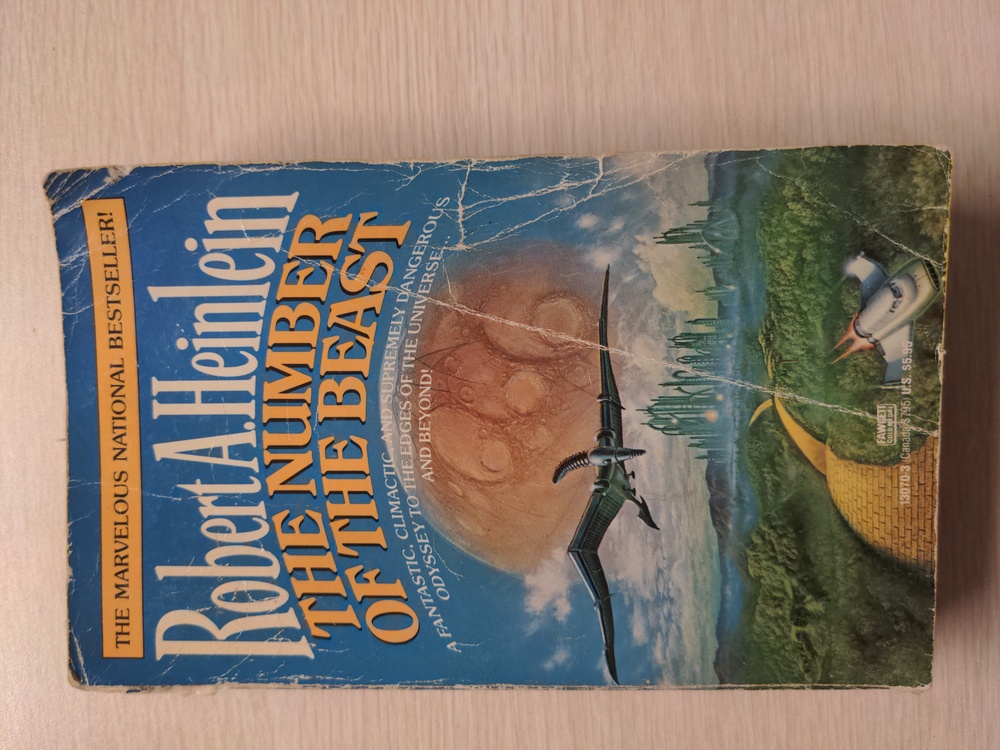 THE MARVELOUS NATIONAL BESTSELLER!
Robert A. Heinlein
THE NUMBER
OF THE BEAST
A FANTASTIC, CLIMACTIC, AND SUPREMELY DANGEROUS
ODYSSEY TO THE EDGES OF THE UNIVERSE...
AND BEYOND!
FAWCETT
GOLD MEDAL
13070-3 (Canada $7.95) U.S. $5.95